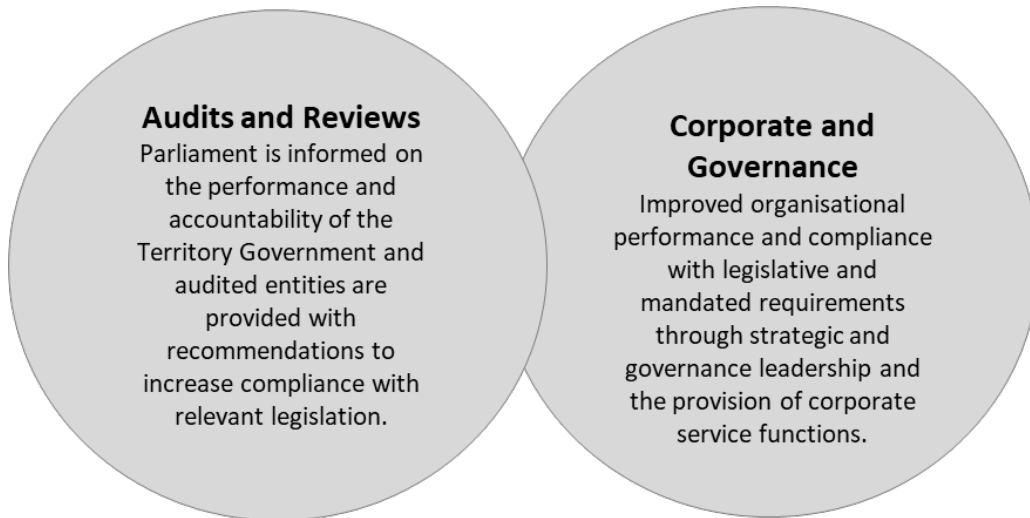 Audits and Reviews
Parliament is informed on
the performance and
accountability of the
Territory Government and
audited entities are
provided with
recommendations to
increase compliance with
relevant legislation.
Corporate and
Governance
Improved organisational
performance and compliance
with legislative and
mandated requirements
through strategic and
governance leadership and
the provision of corporate
service functions.